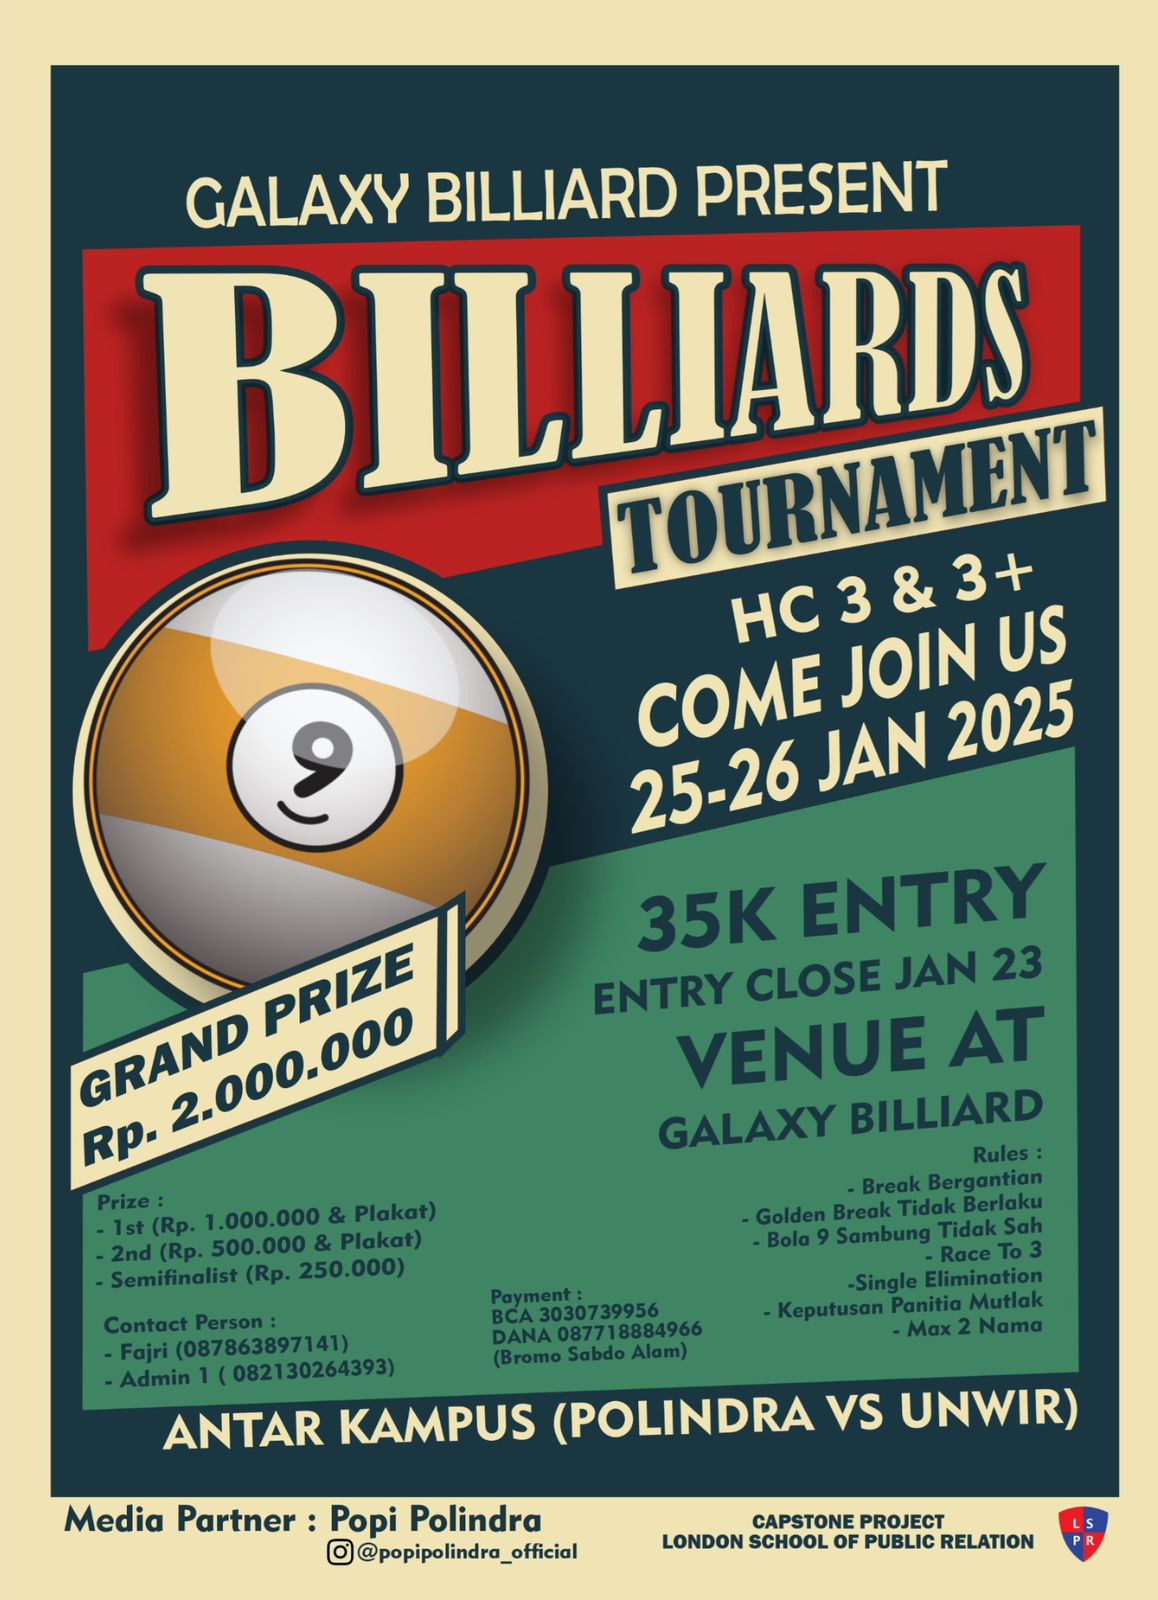 GALAXY BILLIARD PRESENT
BILLIARDS
TOURNAMENT
HC 3 & 3+
COME JOIN US
25-26 JAN 2025
9
GRAND PRIZE
Rp. 2.000.000
35K ENTRY
ENTRY CLOSE JAN 23
VENUE AT
GALAXY BILLIARD
Prize :
- 1st (Rp. 1.000.000 & Plakat)
- 2nd (Rp. 500.000 & Plakat)
- Semifinalist (Rp. 250.000)
Contact Person :
- Fajri (087863897141)
- Admin 1 ( 082130264393)
Payment :
BCA 3030739956
DANA 087718884966
(Bromo Sabdo Alam)
Rules :
- Break Bergantian
- Golden Break Tidak Berlaku
- Bola 9 Sambung Tidak Sah
- Race To 3
-Single Elimination
- Keputusan Panitia Mutlak
- Max 2 Nama
ANTAR KAMPUS (POLINDRA VS UNWIR)
Media Partner : Popi Polindra
@popipolindra_official
CAPSTONE PROJECT
LONDON SCHOOL OF PUBLIC RELATION
L S
P R